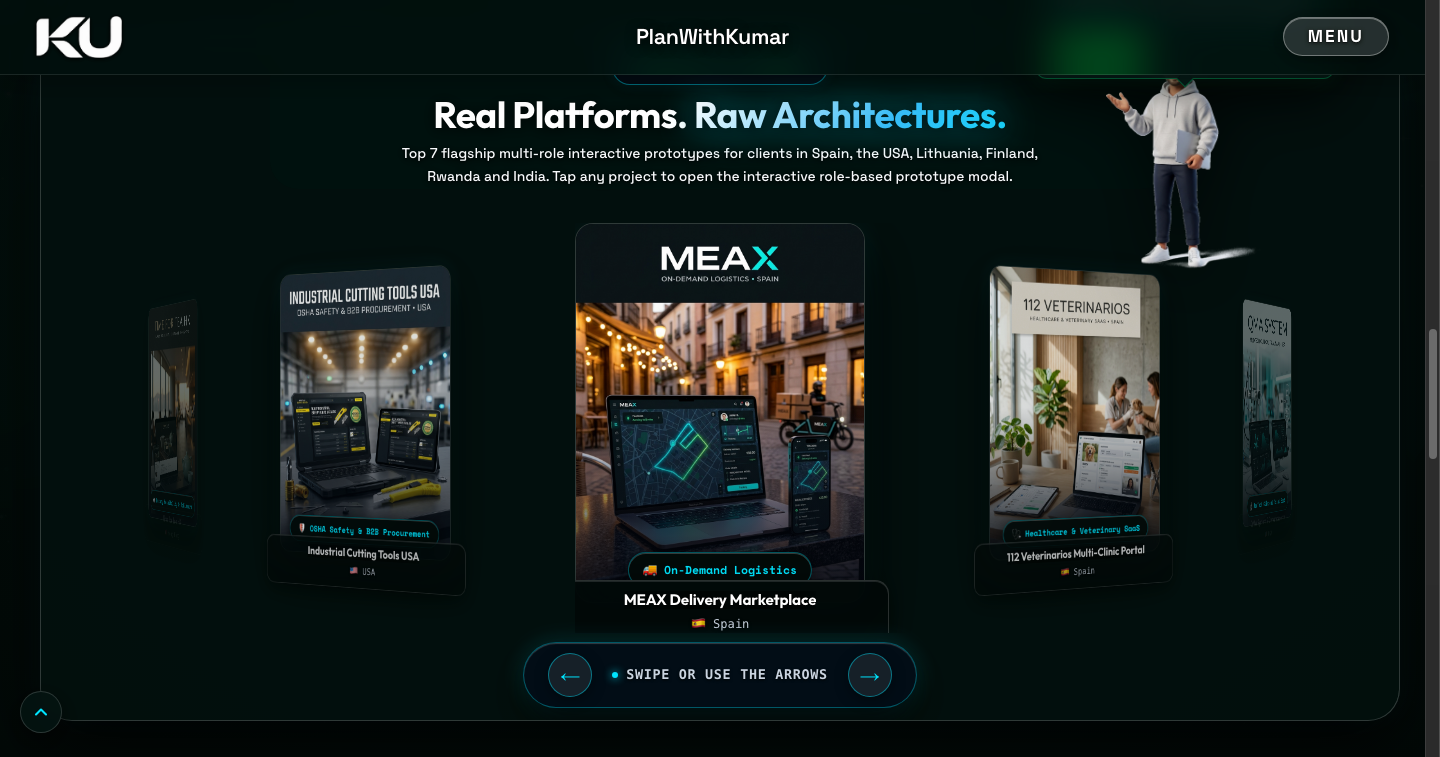 KU
PlanWithKumar
MENU
Real Platforms. Raw Architectures.
Top 7 flagship multi-role interactive prototypes for clients in Spain, the USA, Lithuania, Finland,
Rwanda and India. Tap any project to open the interactive role-based prototype modal.
INDUSTRIAL CUTTING TOOLS USA
OSHA SAFETY & B2B PROCUREMENT • USA
OSHA Safety & B2B Procurement
Industrial Cutting Tools USA
USA
MEAX
ON-DEMAND LOGISTICS • SPAIN
MEAX
MEAX
On-Demand Logistics
MEAX Delivery Marketplace
Spain
112 VETERINARIOS
HEALTHCARE & VETERINARY SAAS • SPAIN
Healthcare & Veterinary SaaS
112 Veterinarios Multi-Clinic Portal
Spain
← SWIPE OR USE THE ARROWS →